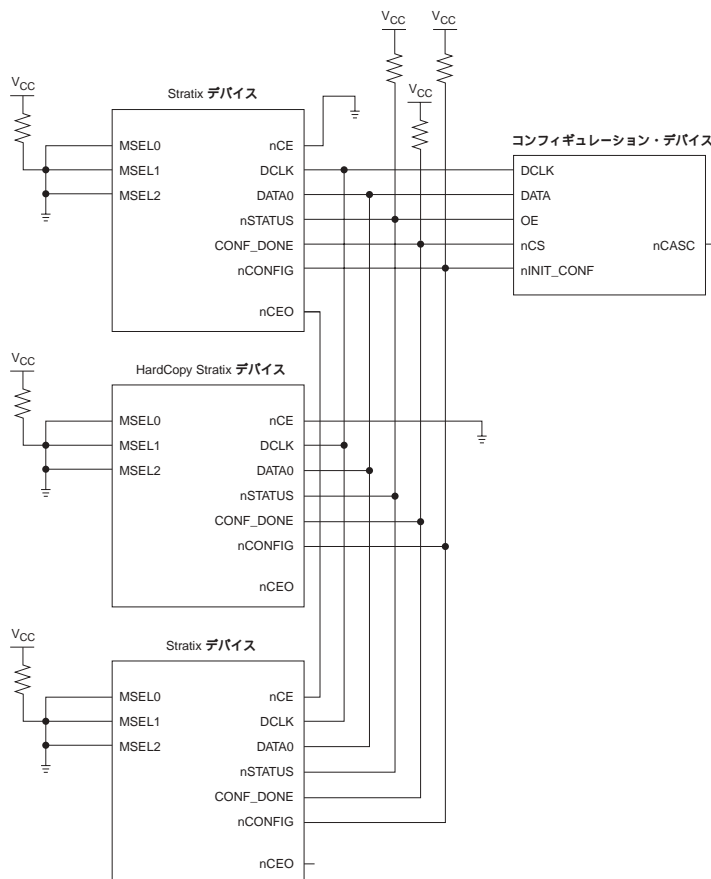 VCC
VCC
VCC
VCC
Stratix デバイス
コンフィギュレーション・デバイス
MSEL0
MSEL1
MSEL2
nCE
DCLK
DATA0
nSTATUS
CONF_DONE
nCONFIG
nCEO
DCLK
DATA
OE
nCS
nINIT_CONF
nCASC
VCC
HardCopy Stratix デバイス
MSEL0
MSEL1
MSEL2
nCE
DCLK
DATA0
nSTATUS
CONF_DONE
nCONFIG
nCEO
VCC
Stratix デバイス
MSEL0
MSEL1
MSEL2
nCE
DCLK
DATA0
nSTATUS
CONF_DONE
nCONFIG
nCEO